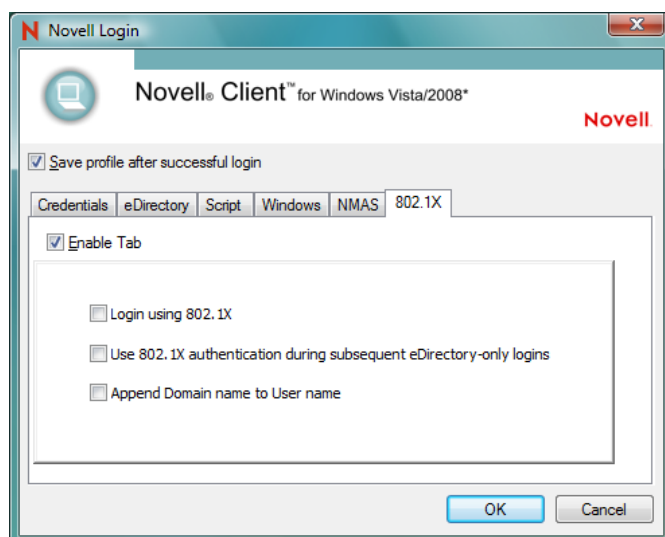 N Novell Login
Novell® Client™ for Windows Vista/2008*
Novell.
Save profile after successful login
Credentials eDirectory Script Windows NMAS 802.1X
Enable Tab
Login using 802.1X
Use 802.1X authentication during subsequent eDirectory-only logins
Append Domain name to User name
OK Cancel